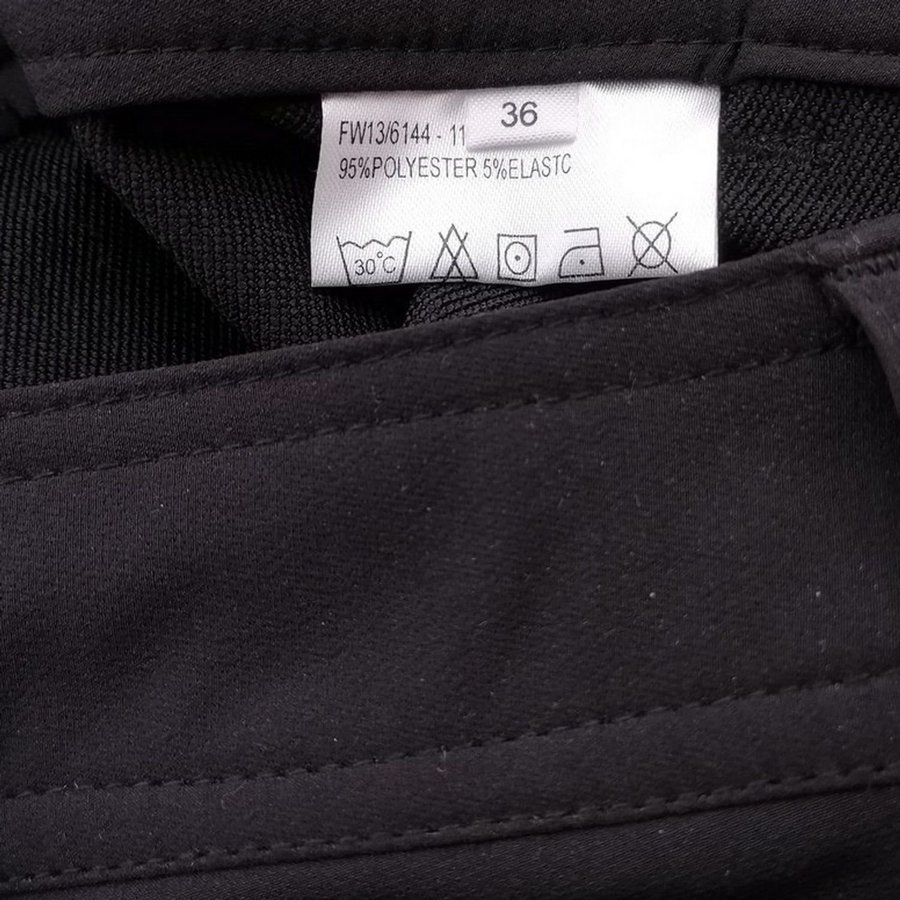 36
FW13/6144 - 11
95%POLYESTER 5%ELASTC
30°C